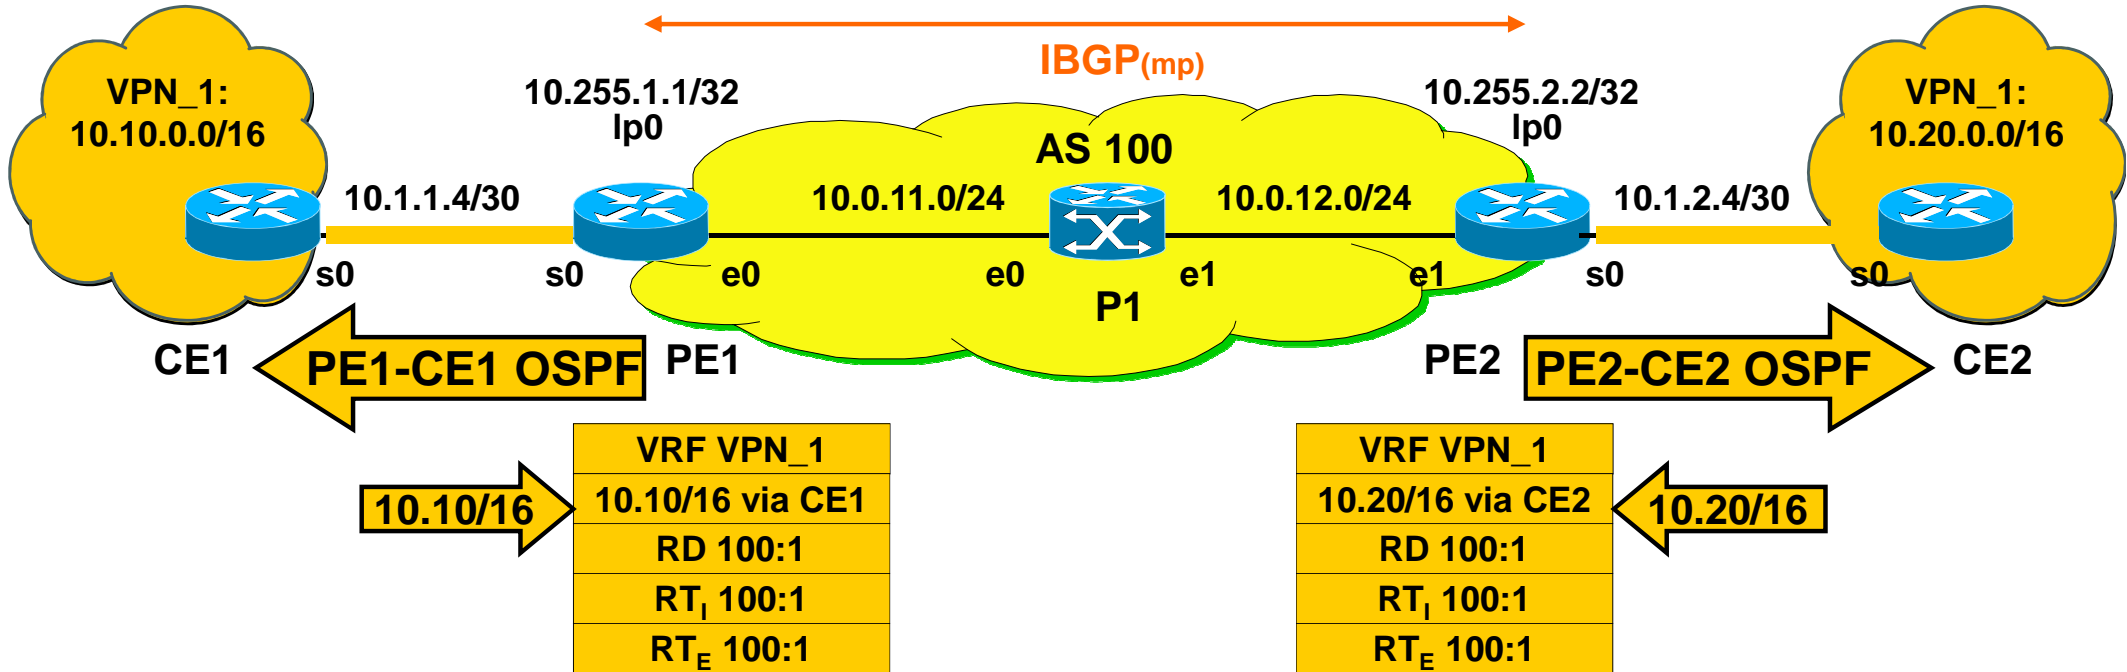 IBGP(mp)
VPN_1:
10.10.0.0/16
10.255.1.1/32
lp0
10.255.2.2/32
lp0
VPN_1:
10.20.0.0/16
AS 100
10.1.1.4/30
10.0.11.0/24
10.0.12.0/24
10.1.2.4/30
s0
s0
e0
e0
e1
e1
s0
s0
P1
CE1
PE1-CE1 OSPF
PE1
PE2
PE2-CE2 OSPF
CE2
VRF VPN_1
10.10/16
10.10/16 via CE1
RD 100:1
RTI 100:1
RTE 100:1
VRF VPN_1
10.20/16 via CE2
10.20/16
RD 100:1
RTI 100:1
RTE 100:1